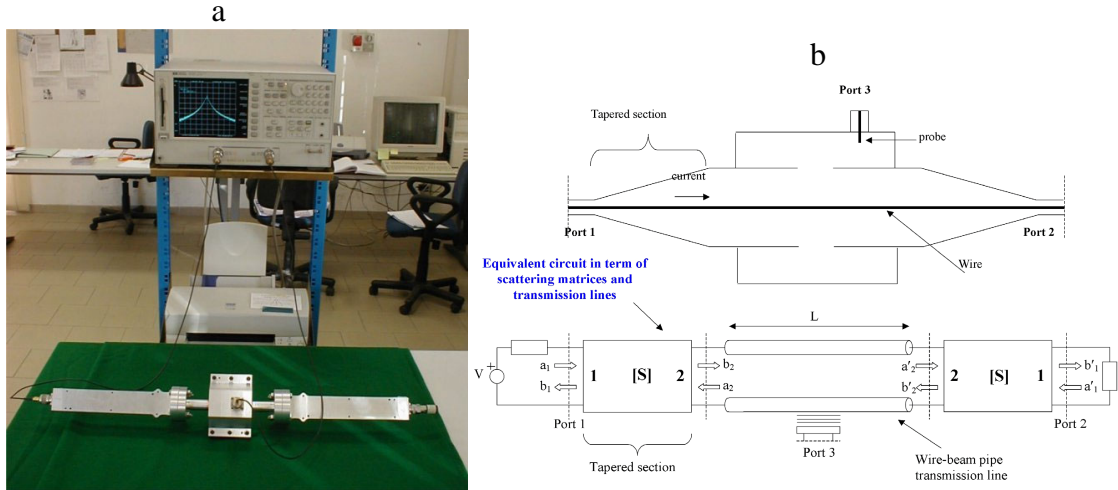 a
b
Port 3
Tapered section
probe
current
Port 1
Port 2
Wire
Equivalent circuit in term of
scattering matrices and
transmission lines
L
V
+
a1
b1
1
[S]
2
b2
a2
a'2
b'2
2
[S]
1
b'1
a'1
Port 1
Port 2
Port 3
Tapered section
Wire-beam pipe
transmission line